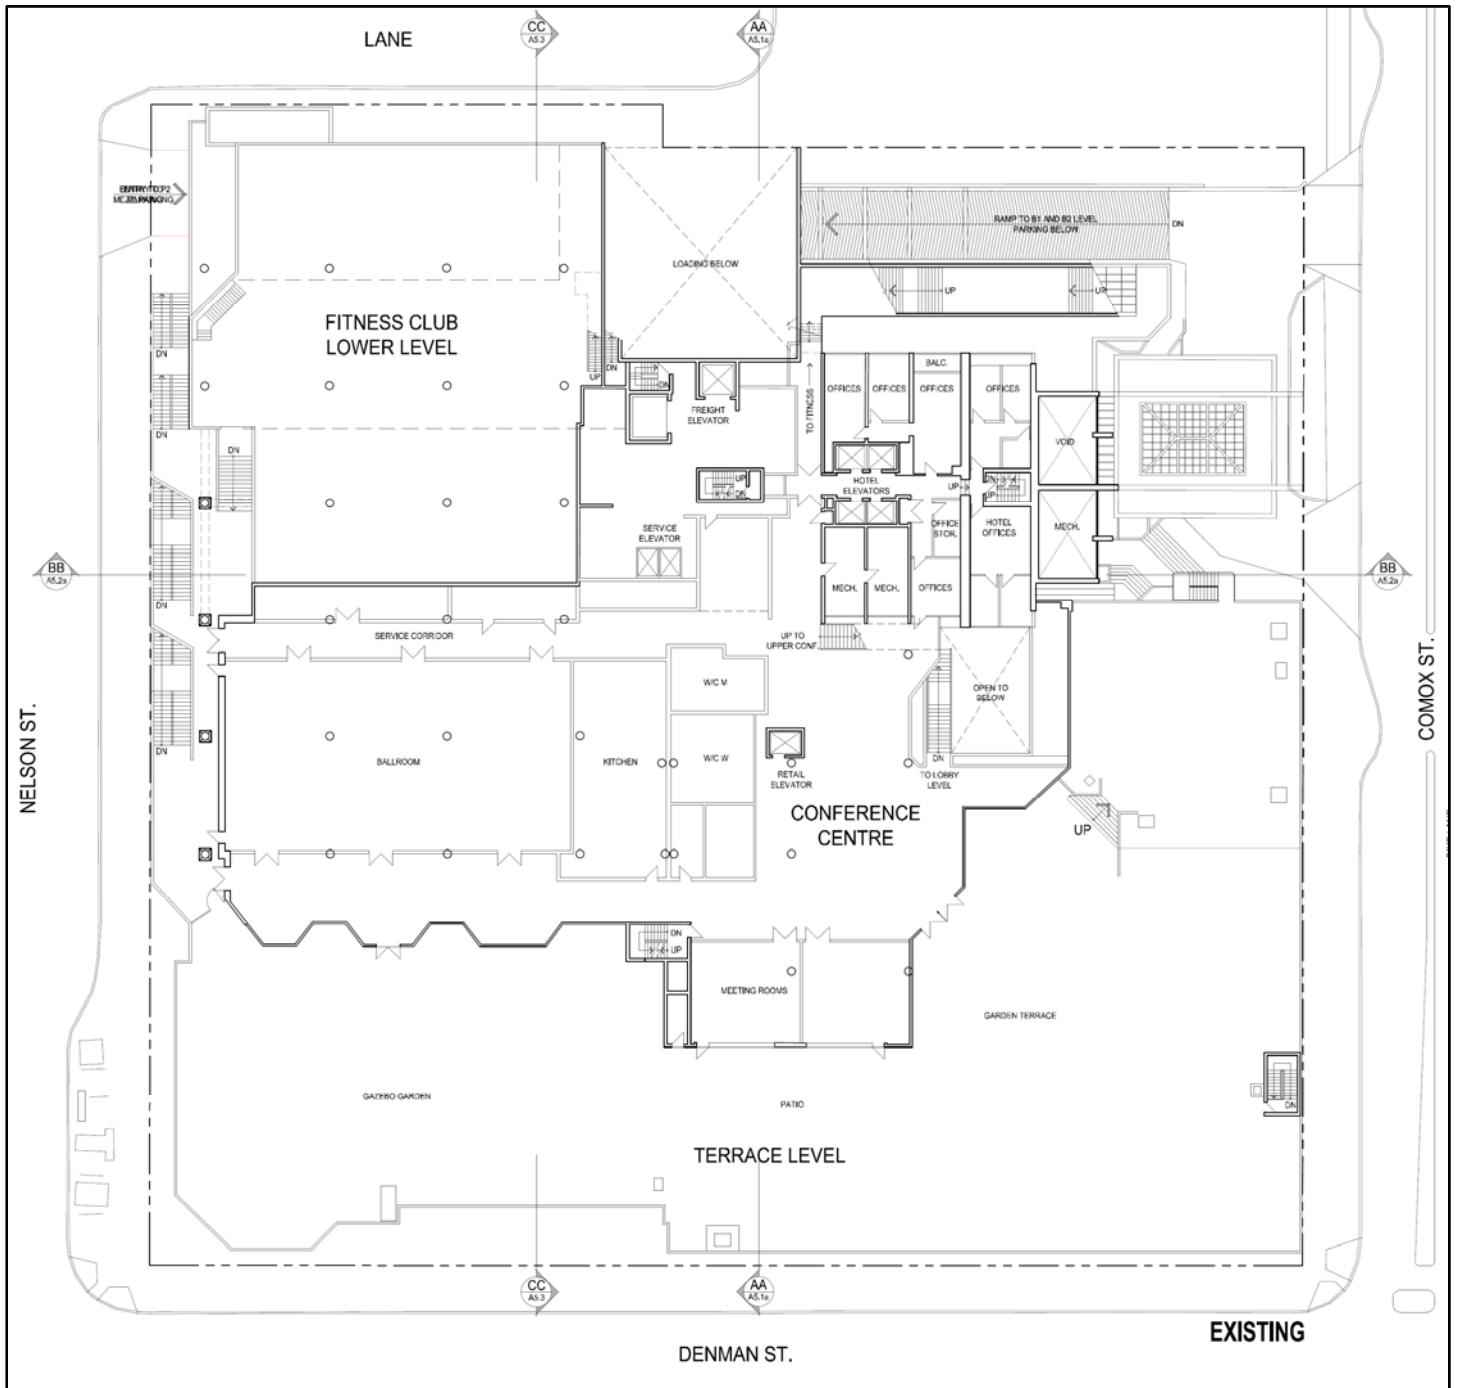 LANE
CC
A5.3
AA
A5.1a
RAMP TO B1 AND B2 LEVEL
PARKING BELOW
DN
LOADING BELOW
UP
UP
FITNESS CLUB
LOWER LEVEL
DN
UP
DN
DN
BALC.
OFFICES
OFFICES
OFFICES
OFFICES
TO FITNESS
FREIGHT
ELEVATOR
DN
DN
VOID
UP
DN
HOTEL
ELEVATORS
UP
DN
UP
SERVICE
ELEVATOR
OFFICE
STOR.
HOTEL
OFFICES
MECH.
BB
A5.2a
BB
A5.2a
MECH.
MECH.
OFFICES
DN
SERVICE CORRIDOR
UP TO
UPPER CONF.
W/C M
OPEN TO
BELOW
NELSON ST.
COMOX ST.
DN
BALLROOM
KITCHEN
W/C W
RETAIL
ELEVATOR
DN
TO LOBBY
LEVEL
CONFERENCE
CENTRE
UP
DN
UP
MEETING ROOMS
GARDEN TERRACE
GAZEBO GARDEN
PATIO
DN
TERRACE LEVEL
CC
A5.3
AA
A5.1a
EXISTING
DENMAN ST.